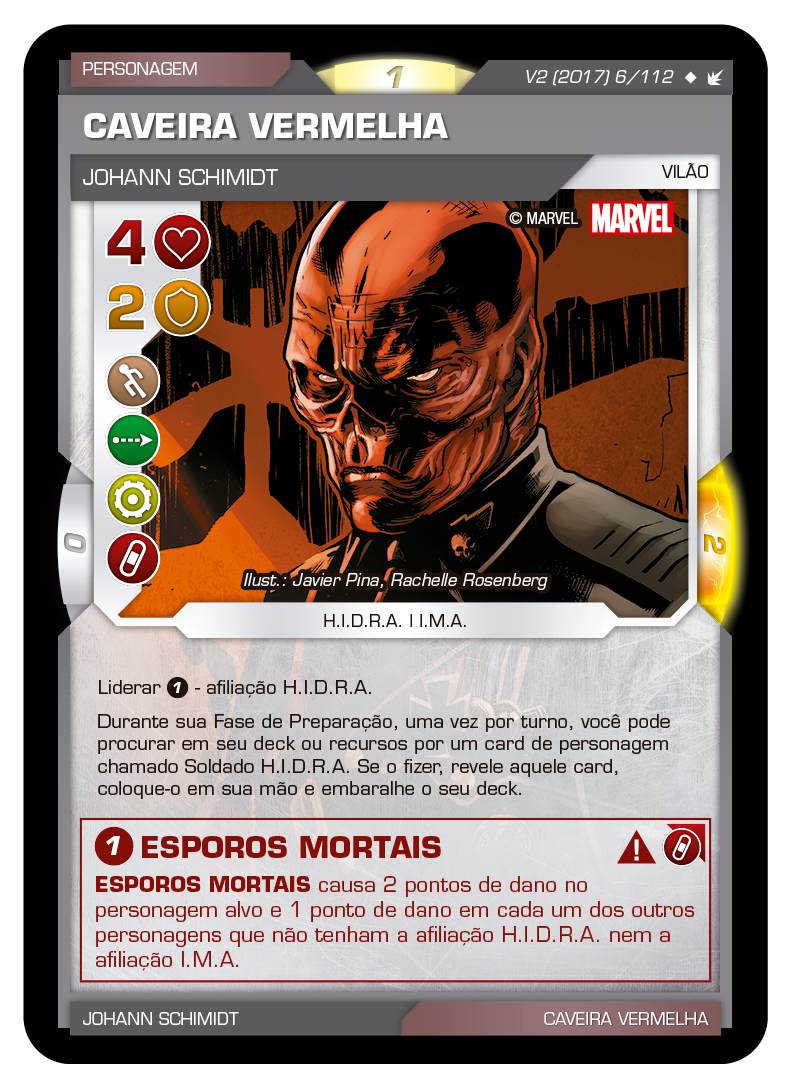 PERSONAGEM
1
V2 (2017) 6/112
CAVEIRA VERMELHA
JOHANN SCHIMIDT
VILÃO
© MARVEL MARVEL
4
2
0
2
Ilust.: Javier Pina, Rachelle Rosenberg
H.I.D.R.A. | I.M.A.
Liderar 1 - afiliação H.I.D.R.A.
Durante sua Fase de Preparação, uma vez por turno, você pode
procurar em seu deck ou recursos por um card de personagem
chamado Soldado H.I.D.R.A. Se o fizer, revele aquele card,
coloque-o em sua mão e embaralhe o seu deck.
1 ESPOROS MORTAIS
ESPOROS MORTAIS causa 2 pontos de dano no
personagem alvo e 1 ponto de dano em cada um dos outros
personagens que não tenham a afiliação H.I.D.R.A. nem a
afiliação I.M.A.
JOHANN SCHIMIDT
CAVEIRA VERMELHA